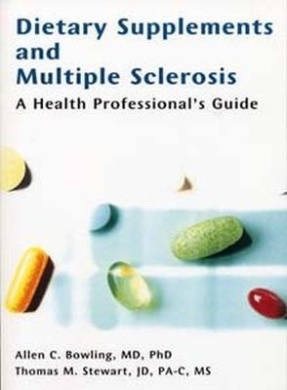 Dietary Supplements
and
Multiple Sclerosis
A Health Professional's Guide
Allen C. Bowling, MD, PhD
Thomas M. Stewart, JD, PA-C, MS